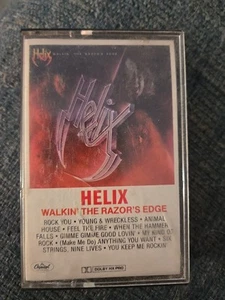 Helix
WALKIN' THE RAZOR'S EDGE
Helix
HELIX
WALKIN' THE RAZOR'S EDGE
ROCK YOU • YOUNG & WRECKLESS • ANIMAL
HOUSE • FEEL THE FIRE • WHEN THE HAMMER
FALLS • GIMME GIMME GOOD LOVIN' • MY KIND OF
ROCK • (Make Me Do) ANYTHING YOU WANT • SIX
STRINGS, NINE LIVES • YOU KEEP ME ROCKIN'
Capitol
DOLBY HX PRO